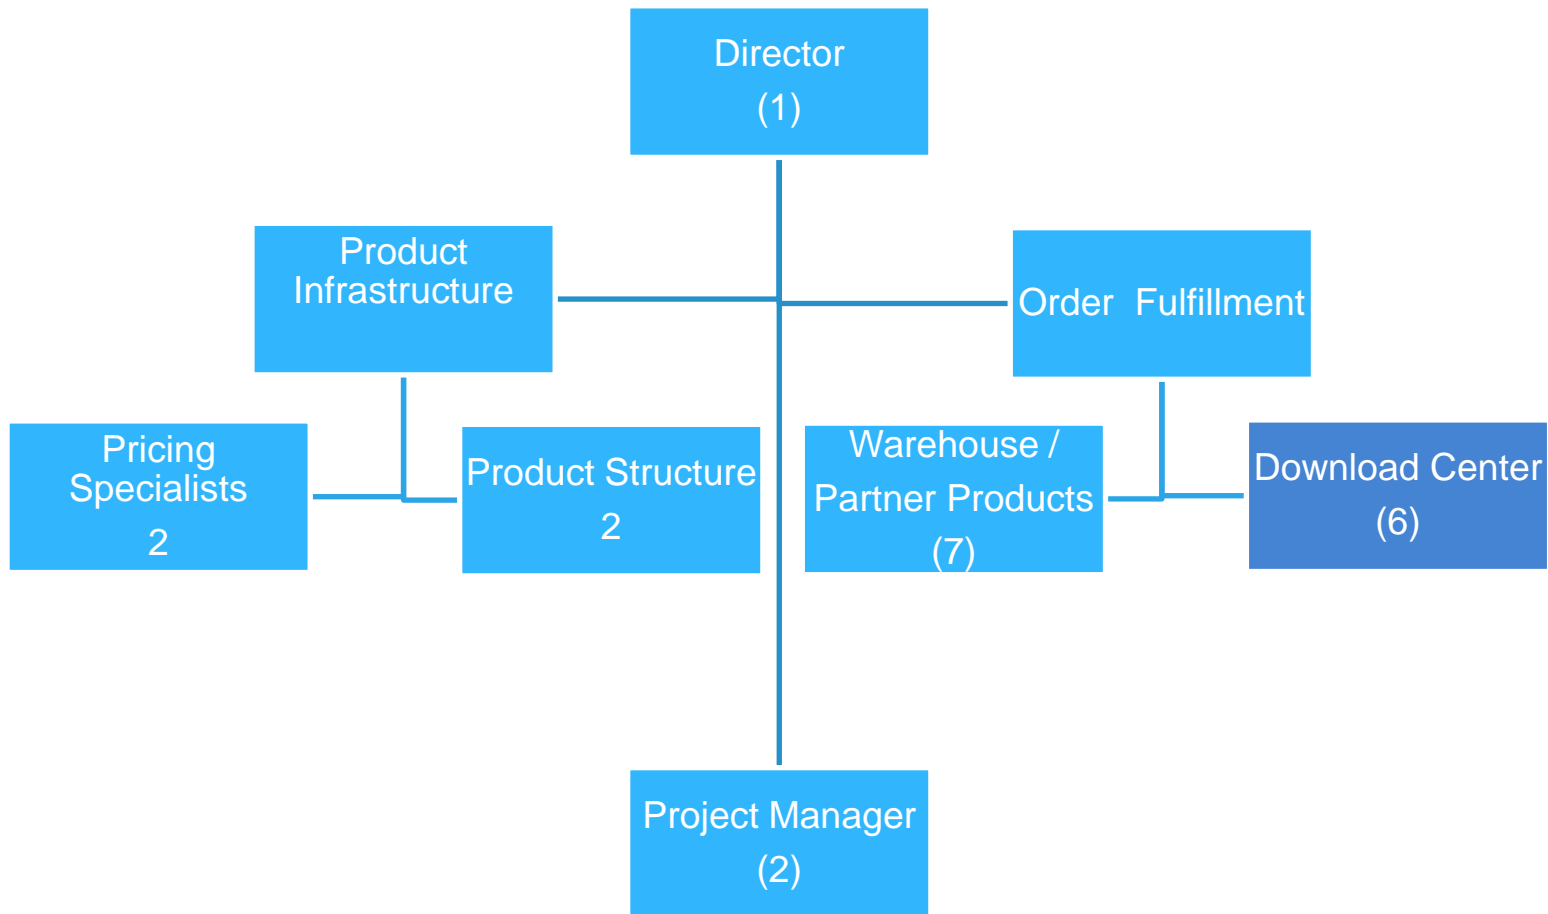 Director
(1)
Product
Infrastructure
Order  Fulfillment
Pricing
Specialists
2
Product Structure
2
Warehouse /
Partner Products
(7)
Download Center
(6)
Project Manager
(2)